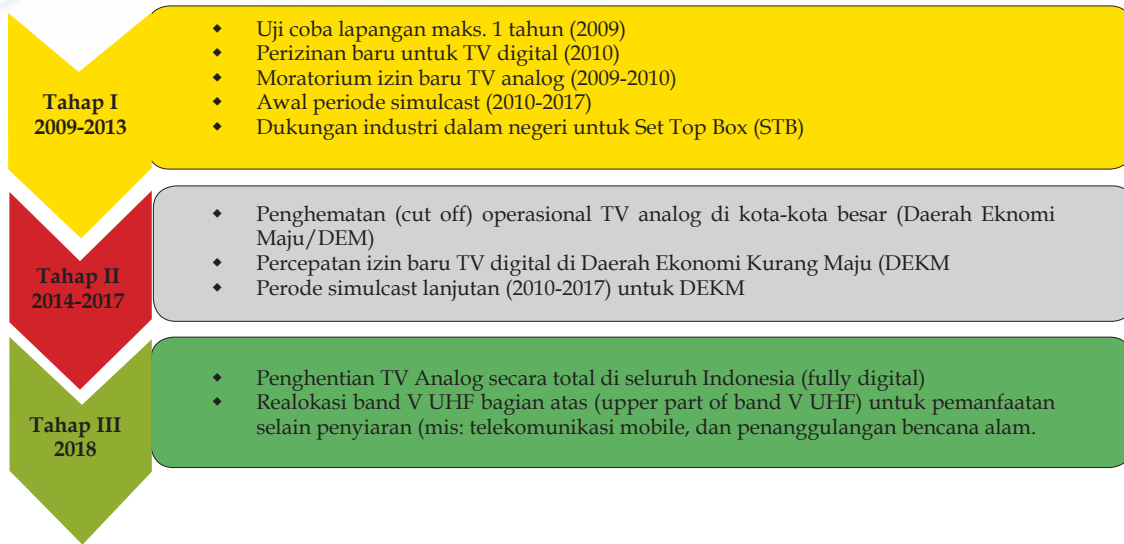 Tahap I
2009-2013
◆ Uji coba lapangan maks. 1 tahun (2009)
◆ Perizinan baru untuk TV digital (2010)
◆ Moratorium izin baru TV analog (2009-2010)
◆ Awal periode simulcast (2010-2017)
◆ Dukungan industri dalam negeri untuk Set Top Box (STB)
Tahap II
2014-2017
◆ Penghematan (cut off) operasional TV analog di kota-kota besar (Daerah Eknomi
Maju/DEM)
◆ Percepatan izin baru TV digital di Daerah Ekonomi Kurang Maju (DEKM
◆ Perode simulcast lanjutan (2010-2017) untuk DEKM
Tahap III
2018
◆ Penghentian TV Analog secara total di seluruh Indonesia (fully digital)
◆ Realokasi band V UHF bagian atas (upper part of band V UHF) untuk pemanfaatan
selain penyiaran (mis: telekomunikasi mobile, dan penanggulangan bencana alam.